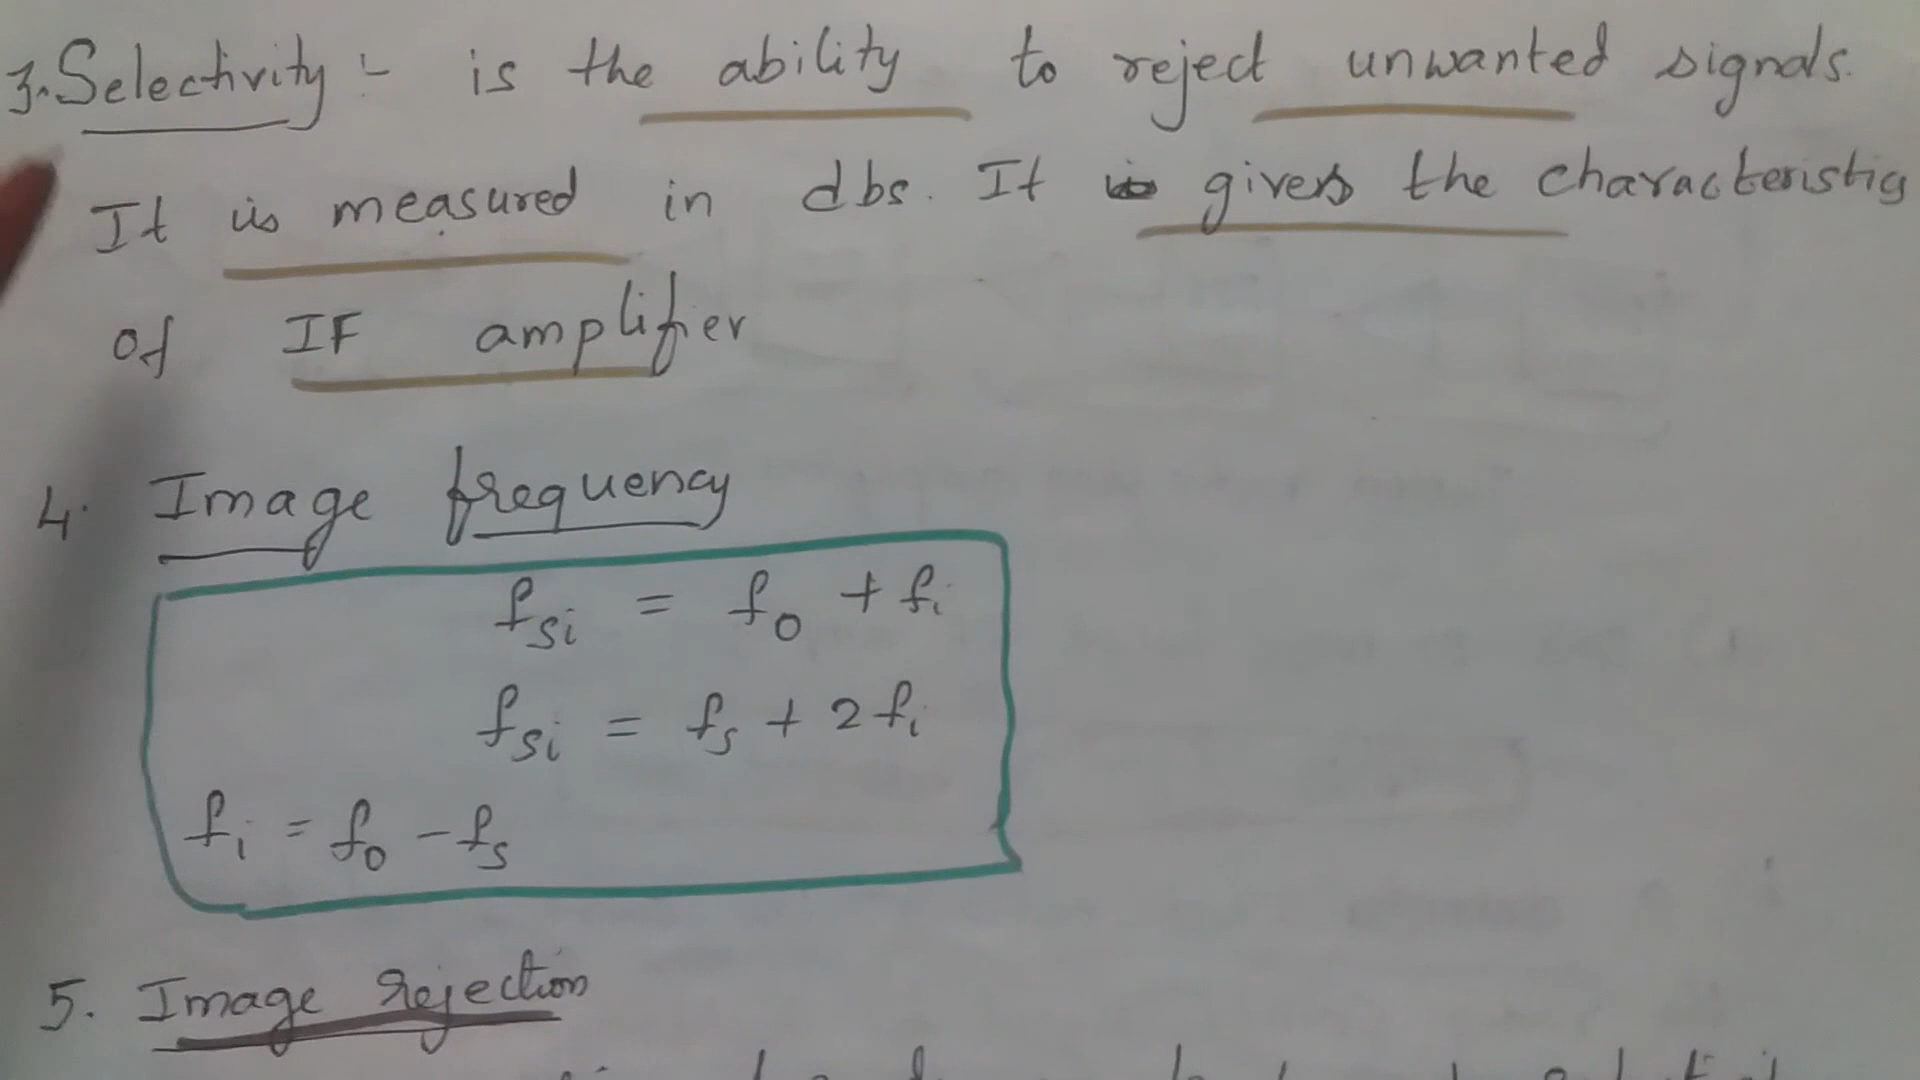 3. Selectivity :- is the ability to reject unwanted signals.
It is measured in dbs. It gives the characteristics
of IF amplifier
4. Image frequency
fsi = fo + fi
fsi = fs + 2fi
fi = fo - fs
5. Image rejection